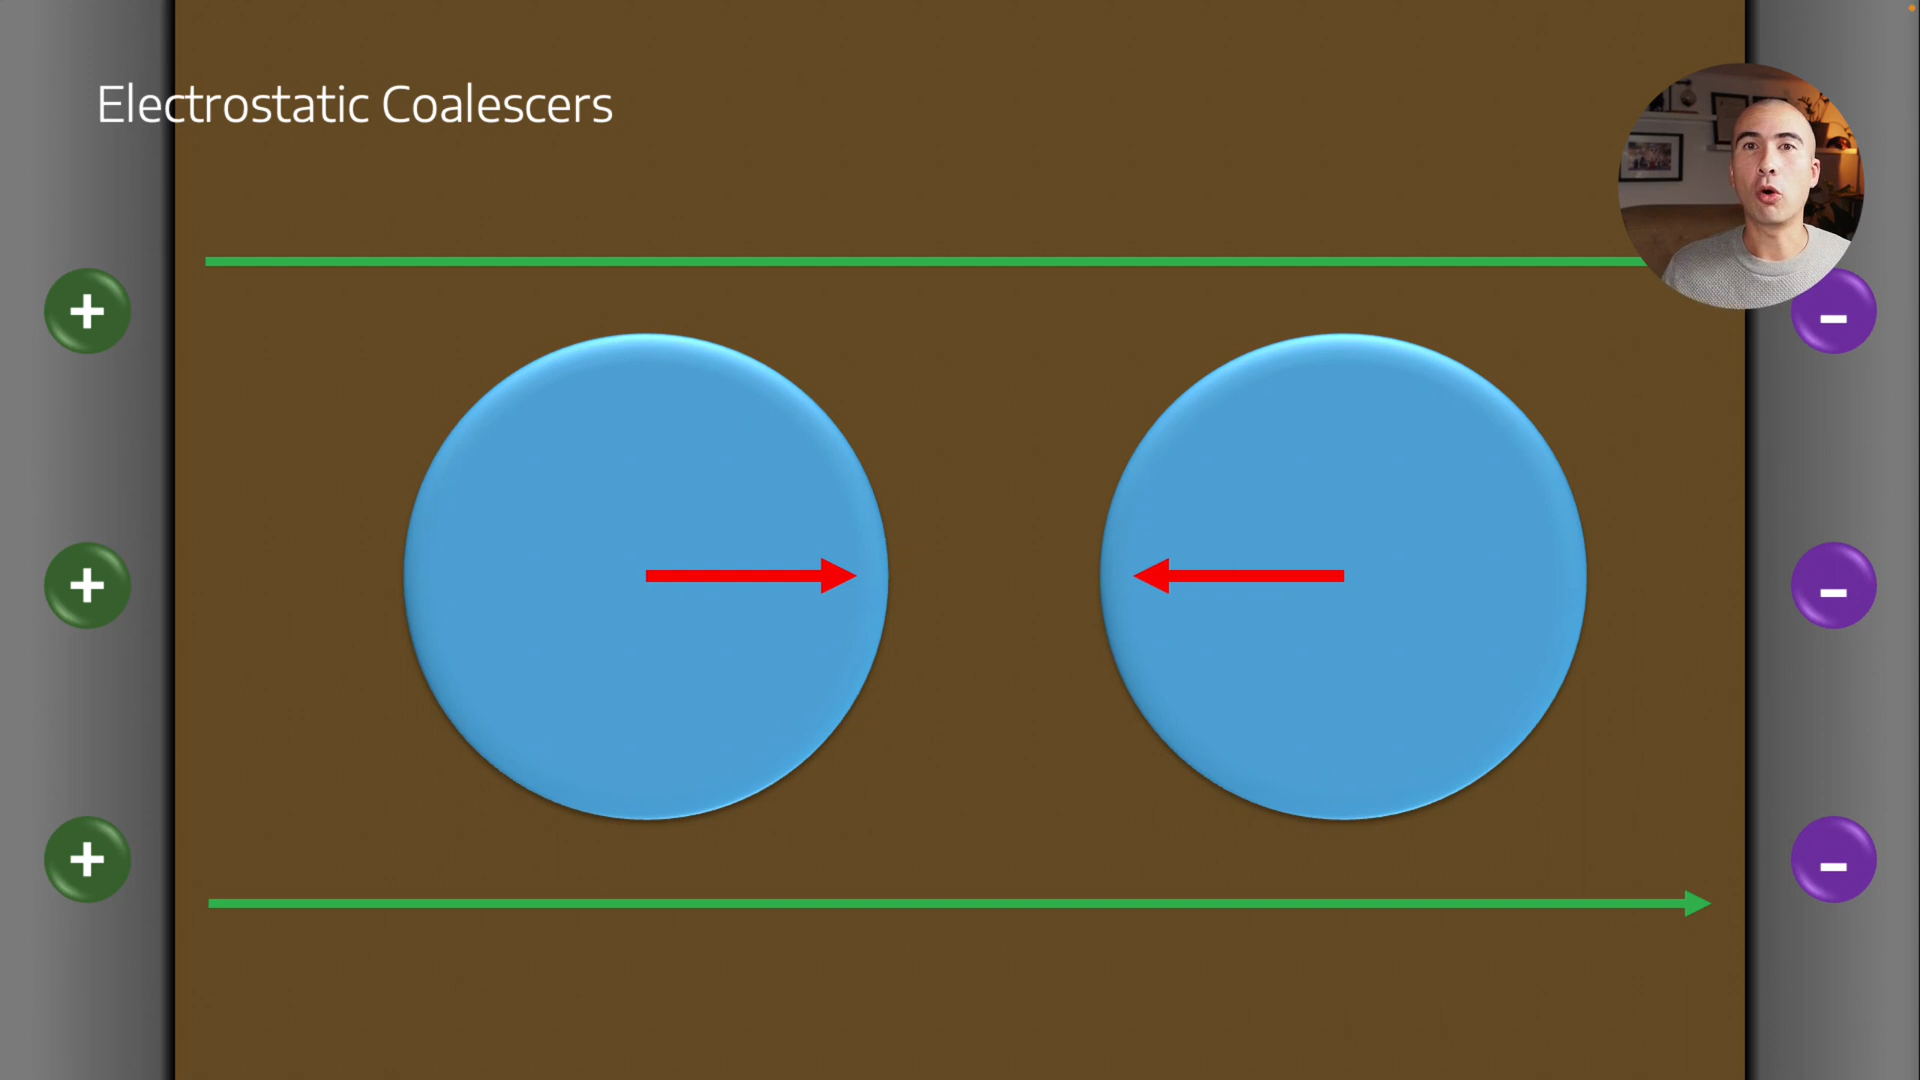 Electrostatic Coalescers
+ -
+ -
+ -